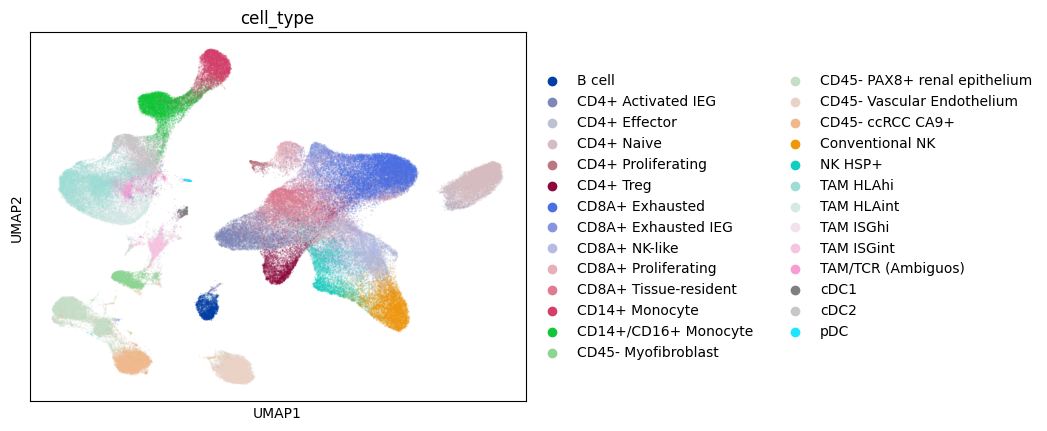 cell_type
UMAP2
UMAP1
B cell
CD4+ Activated IEG
CD4+ Effector
CD4+ Naive
CD4+ Proliferating
CD4+ Treg
CD8A+ Exhausted
CD8A+ Exhausted IEG
CD8A+ NK-like
CD8A+ Proliferating
CD8A+ Tissue-resident
CD14+ Monocyte
CD14+/CD16+ Monocyte
CD45- Myofibroblast
CD45- PAX8+ renal epithelium
CD45- Vascular Endothelium
CD45- ccRCC CA9+
Conventional NK
NK HSP+
TAM HLAhi
TAM HLAint
TAM ISGhi
TAM ISGint
TAM/TCR (Ambiguos)
cDC1
cDC2
pDC